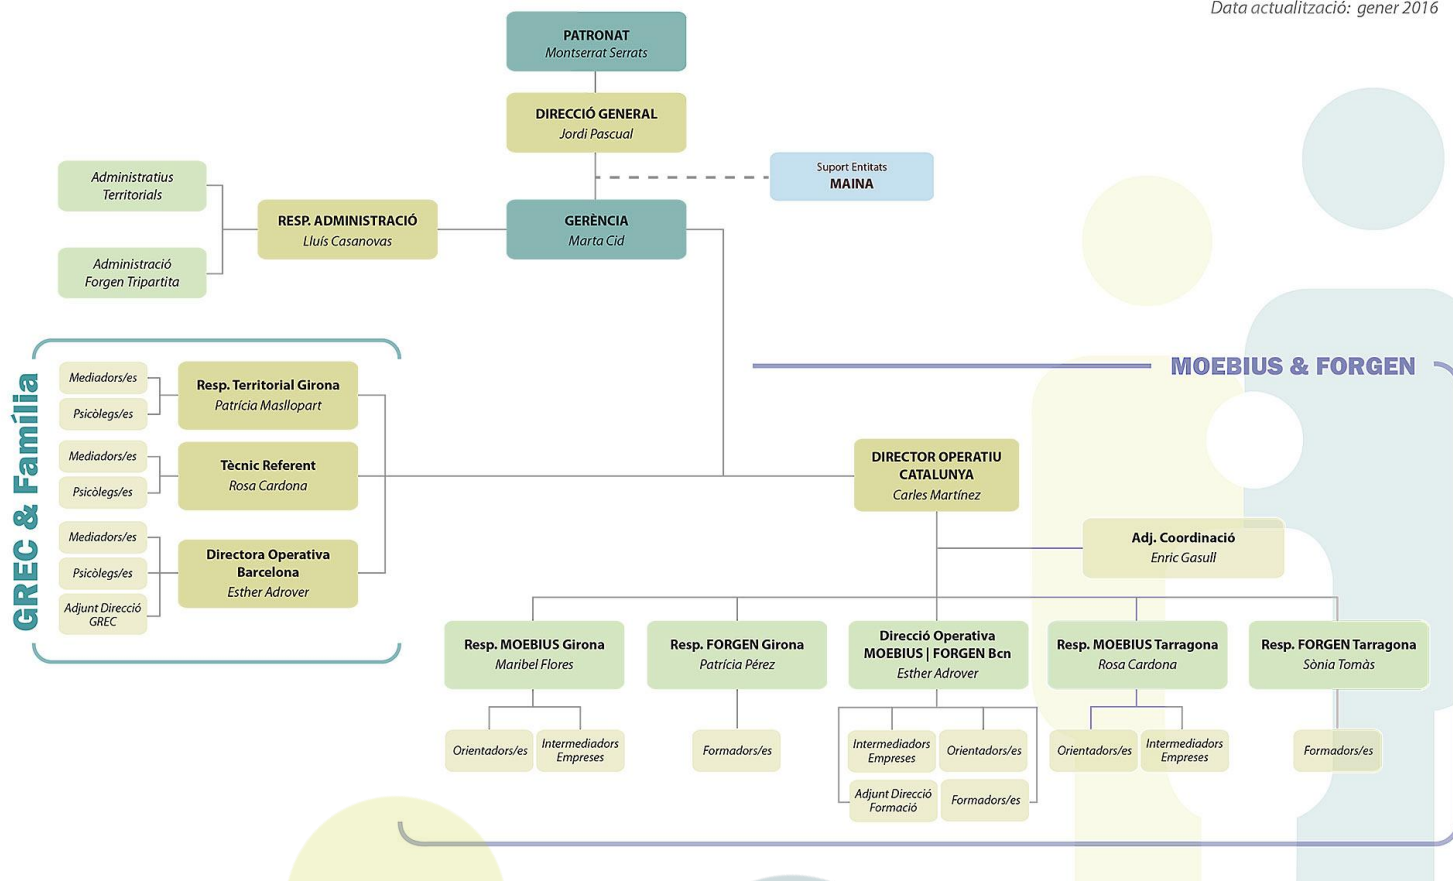 Data actualització: gener 2016
PATRONAT
Montserrat Serrats
DIRECCIÓ GENERAL
Jordi Pascual
Suport Entitats
MAINA
Administratius
Territorials
RESP. ADMINISTRACIÓ
Lluís Casanovas
GERÈNCIA
Marta Cid
Administració
Forgen Tripartita
GREC & Família
Mediadors/es
Psicòlegs/es
Resp. Territorial Girona
Patrícia Masllopart
Mediadors/es
Psicòlegs/es
Tècnic Referent
Rosa Cardona
Mediadors/es
Psicòlegs/es
Adjunt Direcció
GREC
Directora Operativa
Barcelona
Esther Adrover
MOEBIUS & FORGEN
DIRECTOR OPERATIU
CATALUNYA
Carles Martínez
Adj. Coordinació
Enric Gasull
Resp. MOEBIUS Girona
Maribel Flores
Resp. FORGEN Girona
Patrícia Pérez
Direcció Operativa
MOEBIUS | FORGEN Bcn
Esther Adrover
Resp. MOEBIUS Tarragona
Rosa Cardona
Resp. FORGEN Tarragona
Sònia Tomàs
Orientadors/es
Intermediadors
Empreses
Formadors/es
Intermediadors
Empreses
Orientadors/es
Adjunt Direcció
Formació
Formadors/es
Orientadors/es
Intermediadors
Empreses
Formadors/es